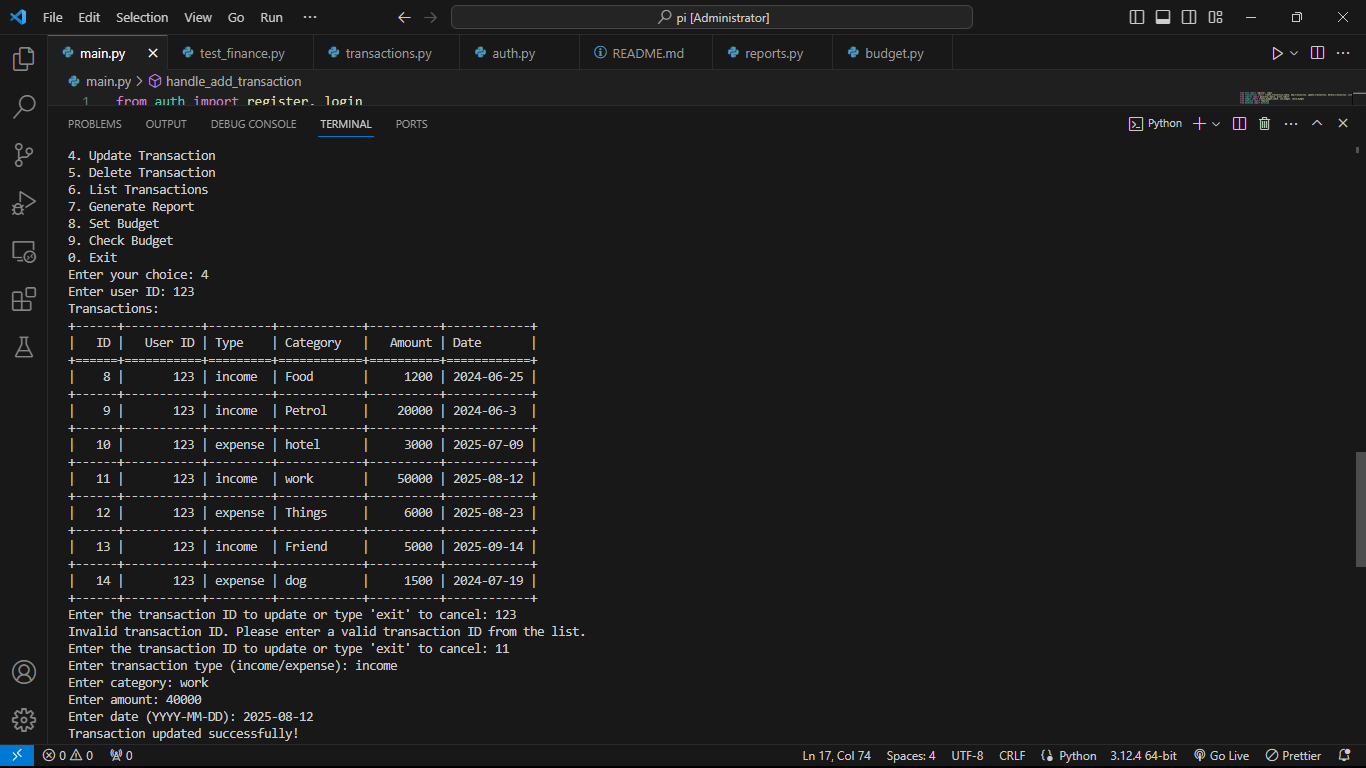 File Edit Selection View Go Run ··· pi [Administrator]
main.py test_finance.py transactions.py auth.py README.md reports.py budget.py
main.py > handle_add_transaction
1 from auth import register, login
PROBLEMS OUTPUT DEBUG CONSOLE TERMINAL PORTS Python
4. Update Transaction
5. Delete Transaction
6. List Transactions
7. Generate Report
8. Set Budget
9. Check Budget
0. Exit
Enter your choice: 4
Enter user ID: 123
Transactions:
+------+-----------+---------+------------+----------+------------+
|   ID |   User ID | Type    | Category   |   Amount | Date       |
+======+===========+=========+============+==========+============+
|    8 |       123 | income  | Food       |     1200 | 2024-06-25 |
+------+-----------+---------+------------+----------+------------+
|    9 |       123 | income  | Petrol     |    20000 | 2024-06-3  |
+------+-----------+---------+------------+----------+------------+
|   10 |       123 | expense | hotel      |     3000 | 2025-07-09 |
+------+-----------+---------+------------+----------+------------+
|   11 |       123 | income  | work       |    50000 | 2025-08-12 |
+------+-----------+---------+------------+----------+------------+
|   12 |       123 | expense | Things     |     6000 | 2025-08-23 |
+------+-----------+---------+------------+----------+------------+
|   13 |       123 | income  | Friend     |     5000 | 2025-09-14 |
+------+-----------+---------+------------+----------+------------+
|   14 |       123 | expense | dog        |     1500 | 2024-07-19 |
+------+-----------+---------+------------+----------+------------+
Enter the transaction ID to update or type 'exit' to cancel: 123
Invalid transaction ID. Please enter a valid transaction ID from the list.
Enter the transaction ID to update or type 'exit' to cancel: 11
Enter transaction type (income/expense): income
Enter category: work
Enter amount: 40000
Enter date (YYYY-MM-DD): 2025-08-12
Transaction updated successfully!
0 0 0 Ln 17, Col 74 Spaces: 4 UTF-8 CRLF Python 3.12.4 64-bit Go Live Prettier